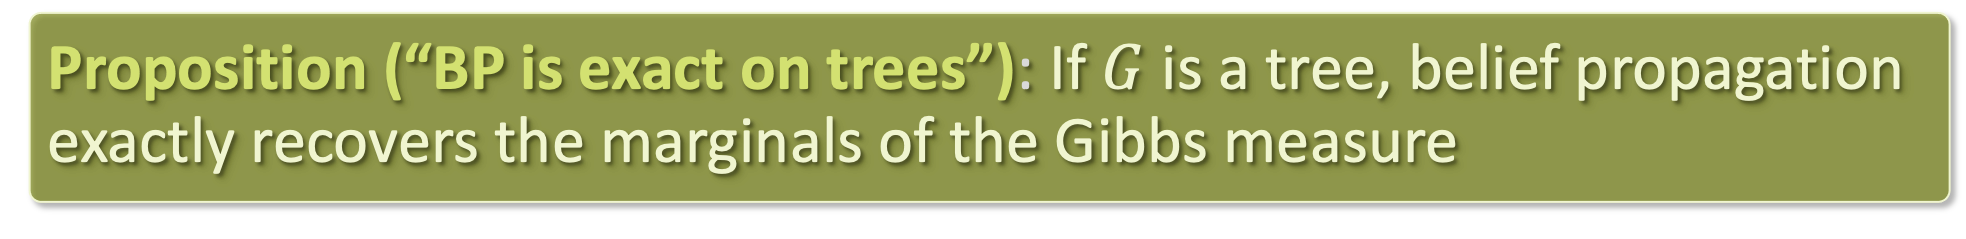 Proposition (“BP is exact on trees”): If 𝐺 is a tree, belief propagation
exactly recovers the marginals of the Gibbs measure